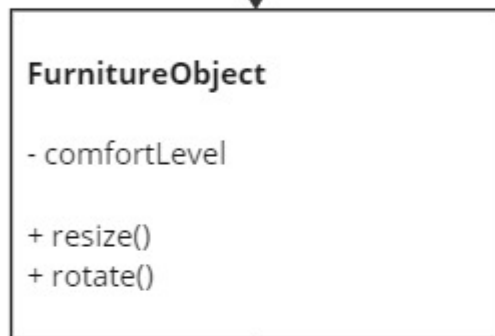 FurnitureObject
- comfortLevel
+ resize()
+ rotate()